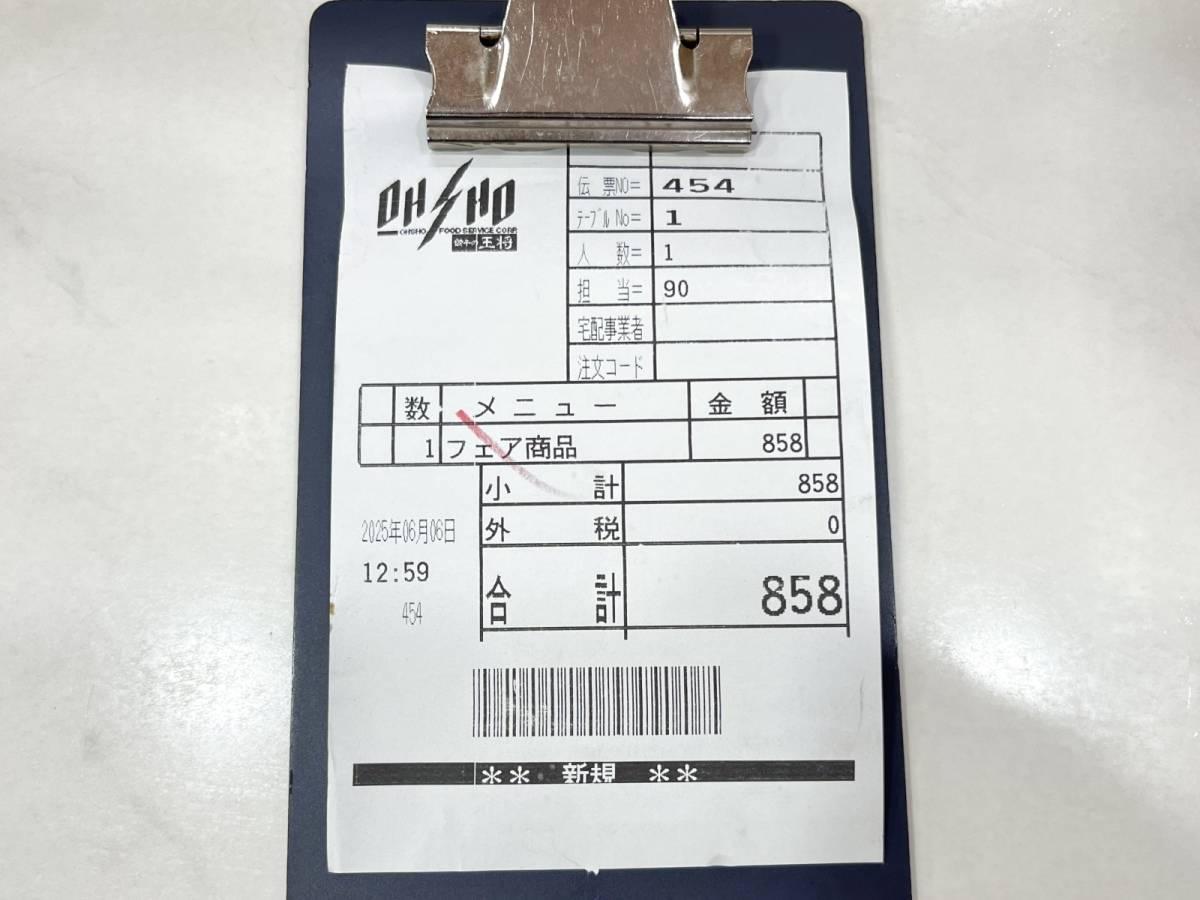 OHSHO
OHSHO FOOD SERVICE CORP.
餃子の王将
伝票NO= 454
テーブルNo= 1
人数= 1
担当= 90
宅配事業者
注文コード
数 メニュー 金額
1 フェア商品 858
小計 858
外税 0
2025年06月06日
12:59
合計 858
454
** 新規 **